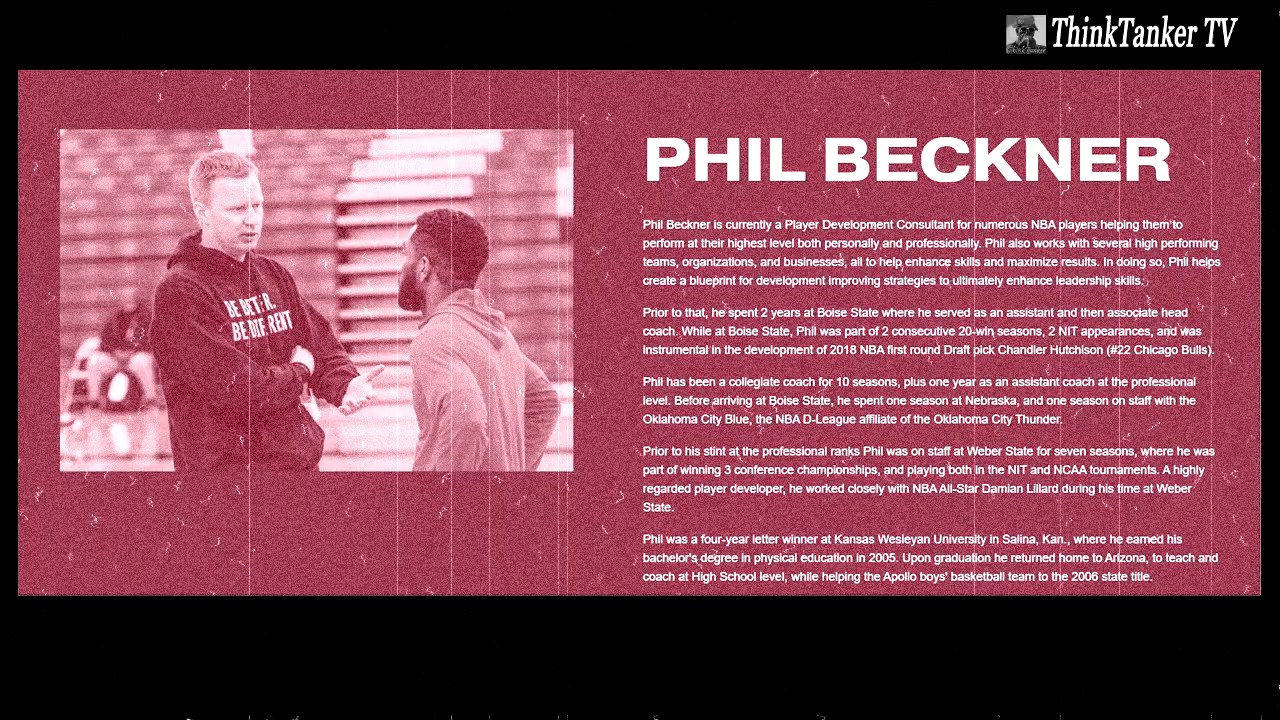 ThinkTanker TV
PHIL BECKNER
Phil Beckner is currently a Player Development Consultant for numerous NBA players helping them to
perform at their highest level both personally and professionally. Phil also works with several high performing
teams, organizations, and businesses, all to help enhance skills and maximize results. In doing so, Phil helps
create a blueprint for development improving strategies to ultimately enhance leadership skills.
Prior to that, he spent 2 years at Boise State where he served as an assistant and then associate head
coach. While at Boise State, Phil was part of 2 consecutive 20-win seasons, 2 NIT appearances, and was
instrumental in the development of 2018 NBA first round Draft pick Chandler Hutchison (#22 Chicago Bulls).
Phil has been a collegiate coach for 10 seasons, plus one year as an assistant coach at the professional
level. Before arriving at Boise State, he spent one season at Nebraska, and one season on staff with the
Oklahoma City Blue, the NBA D-League affiliate of the Oklahoma City Thunder.
Prior to his stint at the professional ranks Phil was on staff at Weber State for seven seasons, where he was
part of winning 3 conference championships, and playing both in the NIT and NCAA tournaments. A highly
regarded player developer, he worked closely with NBA All-Star Damian Lillard during his time at Weber
State.
Phil was a four-year letter winner at Kansas Wesleyan University in Salina, Kan., where he earned his
bachelor's degree in physical education in 2005. Upon graduation he returned home to Arizona, to teach and
coach at High School level, while helping the Apollo boys' basketball team to the 2006 state title.
BE BETTER.
BE DIFFERENT